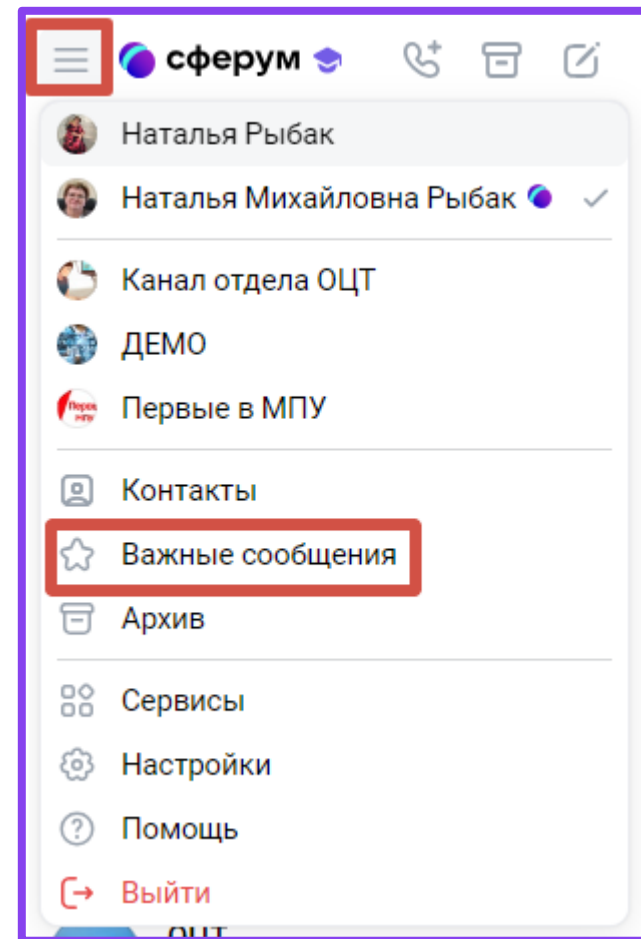 сферум
Наталья Рыбак
Наталья Михайловна Рыбак
Канал отдела ОЦТ
ДЕМО
Первые в МПУ
Контакты
Важные сообщения
Архив
Сервисы
Настройки
Помощь
Выйти